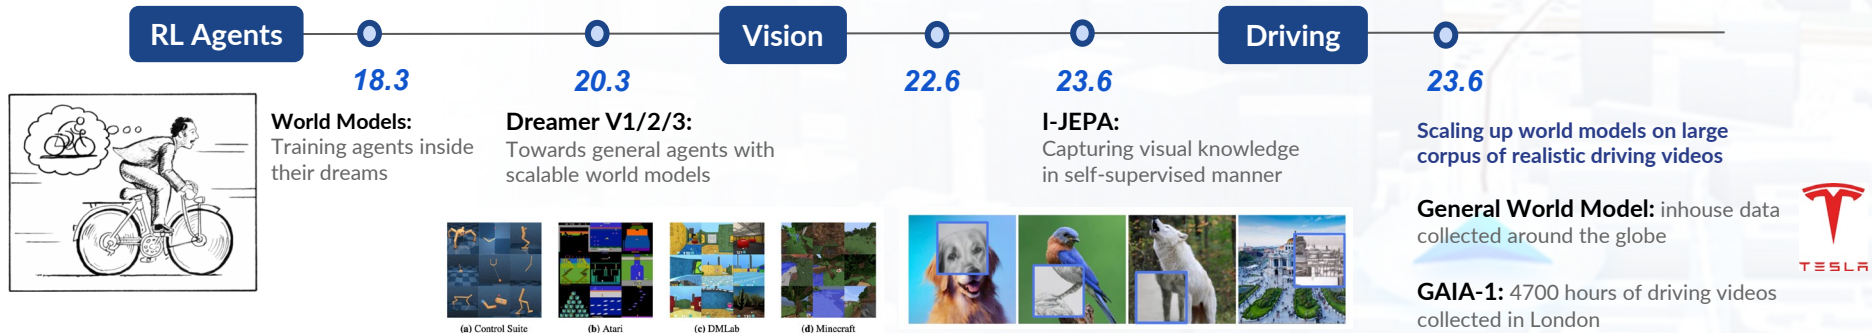 RL Agents
Vision
Driving
18.3
20.3
22.6
23.6
23.6
World Models:
Training agents inside
their dreams
Dreamer V1/2/3:
Towards general agents with
scalable world models
I-JEPA:
Capturing visual knowledge
in self-supervised manner
Scaling up world models on large
corpus of realistic driving videos
General World Model: inhouse data
collected around the globe
TESLA
GAIA-1: 4700 hours of driving videos
collected in London
(a) Control Suite
(b) Atari
(c) DMLab
(d) Minecraft